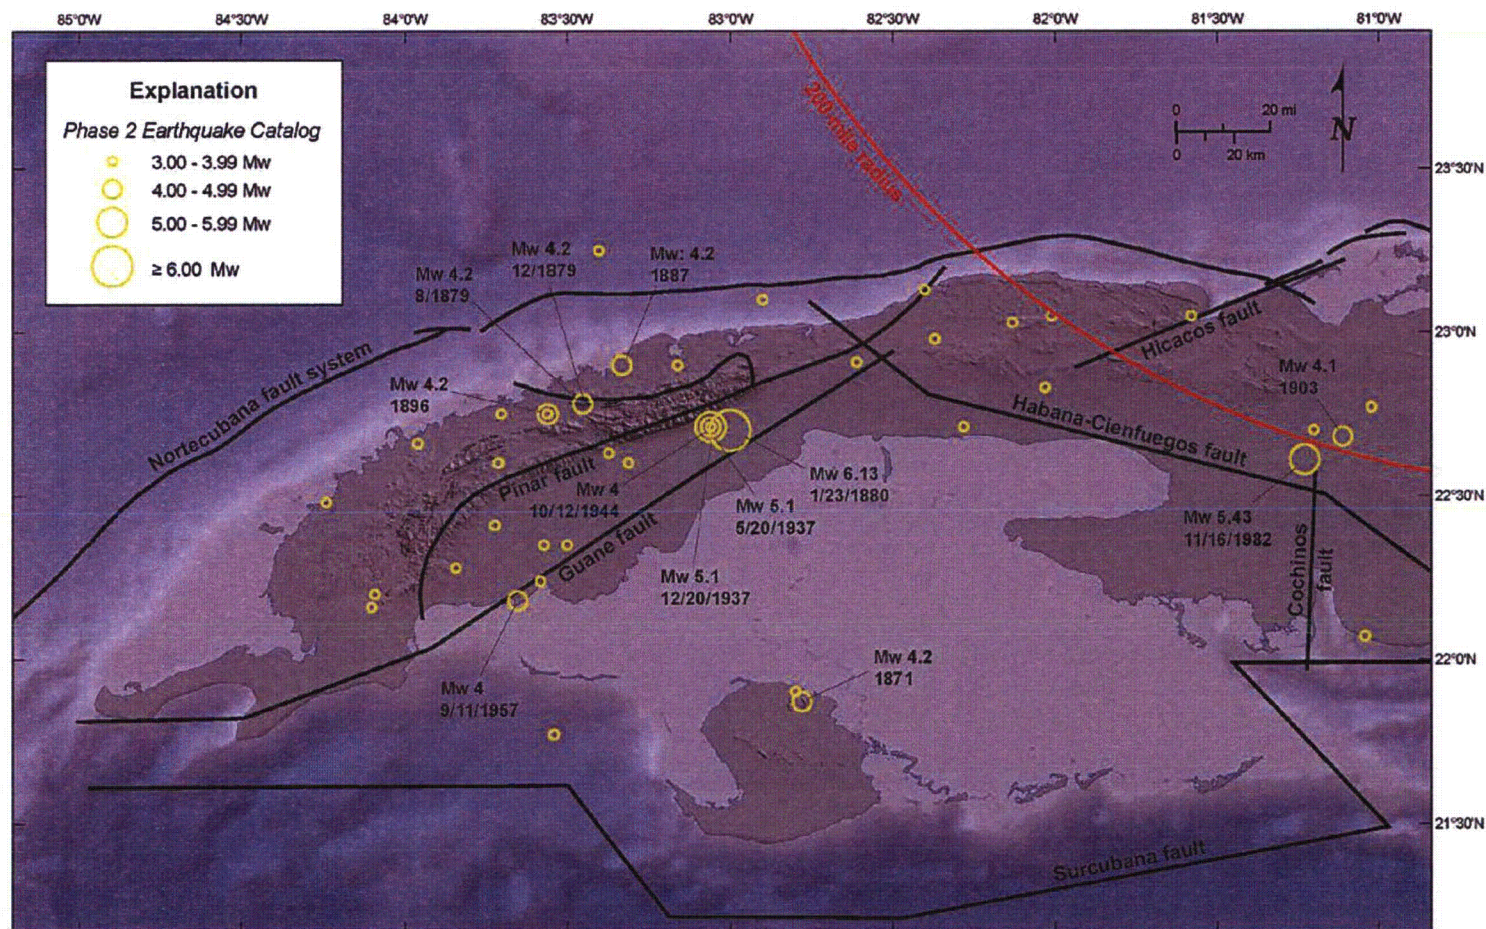 85°0'W 84°30'W 84°0'W 83°30'W 83°0'W 82°30'W 82°0'W 81°30'W 81°0'W
Explanation
Phase 2 Earthquake Catalog
3.00 - 3.99 Mw
4.00 - 4.99 Mw
5.00 - 5.99 Mw
≥ 6.00 Mw
200 mile radius
0 20 mi
0 20 km
N
23°30'N
23°0'N
22°30'N
22°0'N
21°30'N
Mw 4.2
12/1879
Mw: 4.2
1887
Mw 4.2
8/1879
Mw 4.2
1896
Nortecubana fault system
Hicacos fault
Mw 4.1
1903
Habana-Cienfuegos fault
Pinar fault
Mw 4
10/12/1944
Mw 6.13
1/23/1880
Mw 5.1
5/20/1937
Guane fault
Mw 5.43
11/16/1982
Mw 5.1
12/20/1937
Cochinos
fault
Mw 4.2
1871
Mw 4
9/11/1957
Surcubana fault